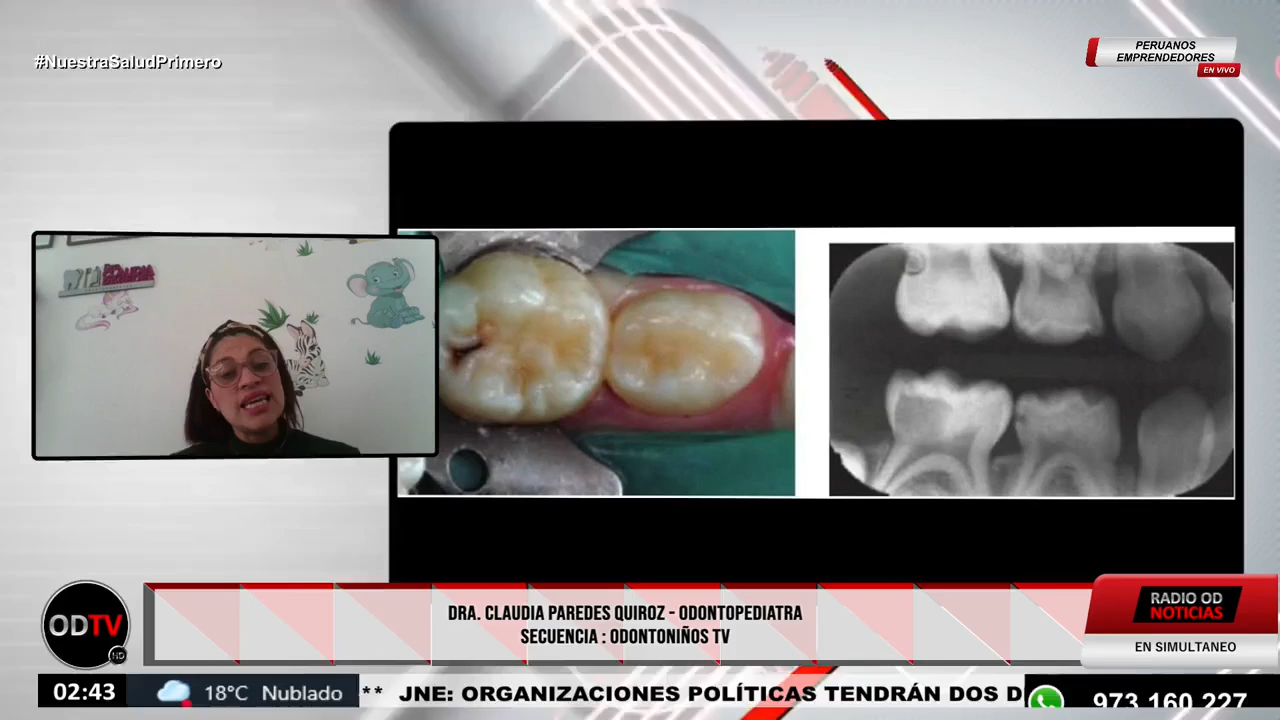 #NuestraSaludPrimero
PERUANOS
EMPRENDEDORES
EN VIVO
CLAUDIA
DRA. CLAUDIA PAREDES QUIROZ - ODONTOPEDIATRA
SECUENCIA : ODONTONIÑOS TV
ODTV
HD
RADIO OD
NOTICIAS
EN SIMULTANEO
02:43
18°C Nublado
** JNE: ORGANIZACIONES POLÍTICAS TENDRÁN DOS D
973 160 227